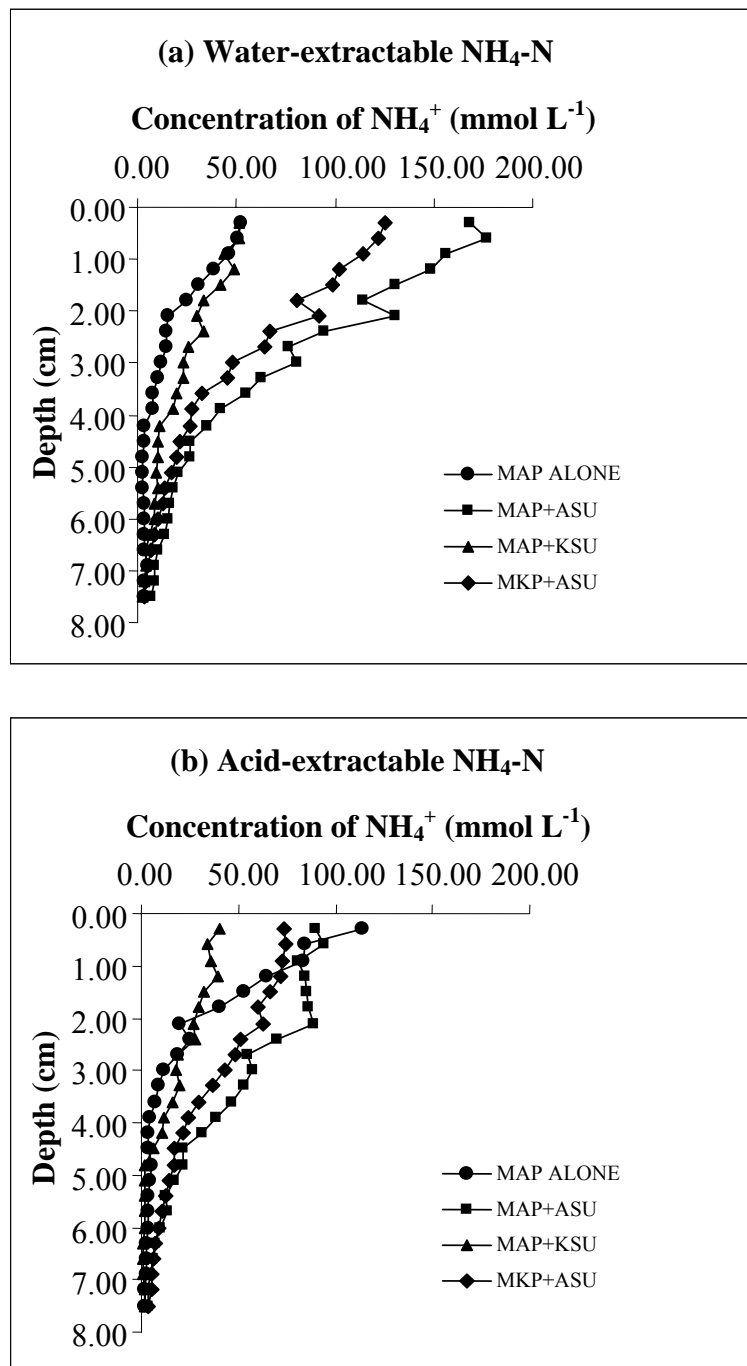 (a) Water-extractable NH₄-N
Concentration of NH₄⁺ (mmol L⁻¹)
0.00 50.00 100.00 150.00 200.00
0.00
1.00
2.00
3.00
4.00
5.00
6.00
7.00
8.00
Depth (cm)
MAP ALONE
MAP+ASU
MAP+KSU
MKP+ASU
(b) Acid-extractable NH₄-N
Concentration of NH₄⁺ (mmol L⁻¹)
0.00 50.00 100.00 150.00 200.00
0.00
1.00
2.00
3.00
4.00
5.00
6.00
7.00
8.00
Depth (cm)
MAP ALONE
MAP+ASU
MAP+KSU
MKP+ASU